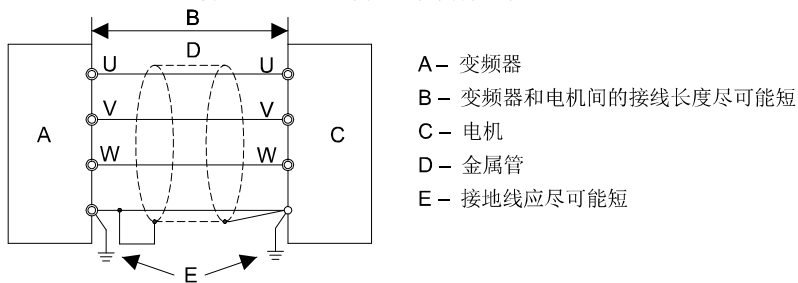 B
D
U U
V V
W W
A C
E
A – 变频器
B – 变频器和电机间的接线长度尽可能短
C – 电机
D – 金属管
E – 接地线应尽可能短